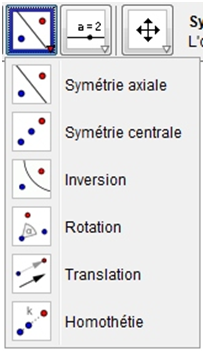 a = 2
Sy
L'o
Symétrie axiale
Symétrie centrale
Inversion
α
Rotation
Translation
k
Homothétie